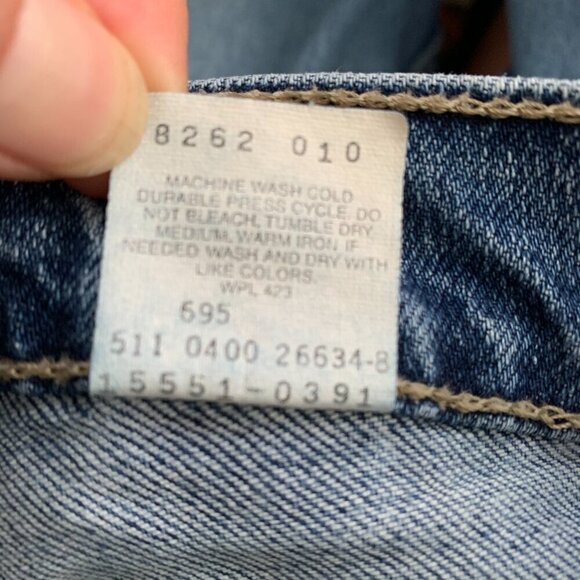 8262 010
MACHINE WASH COLD
DURABLE PRESS CYCLE. DO
NOT BLEACH, TUMBLE DRY
MEDIUM, WARM IRON IF
NEEDED WASH AND DRY WITH
LIKE COLORS.
WPL 423
695
511 0400 26634-8
15551-0391